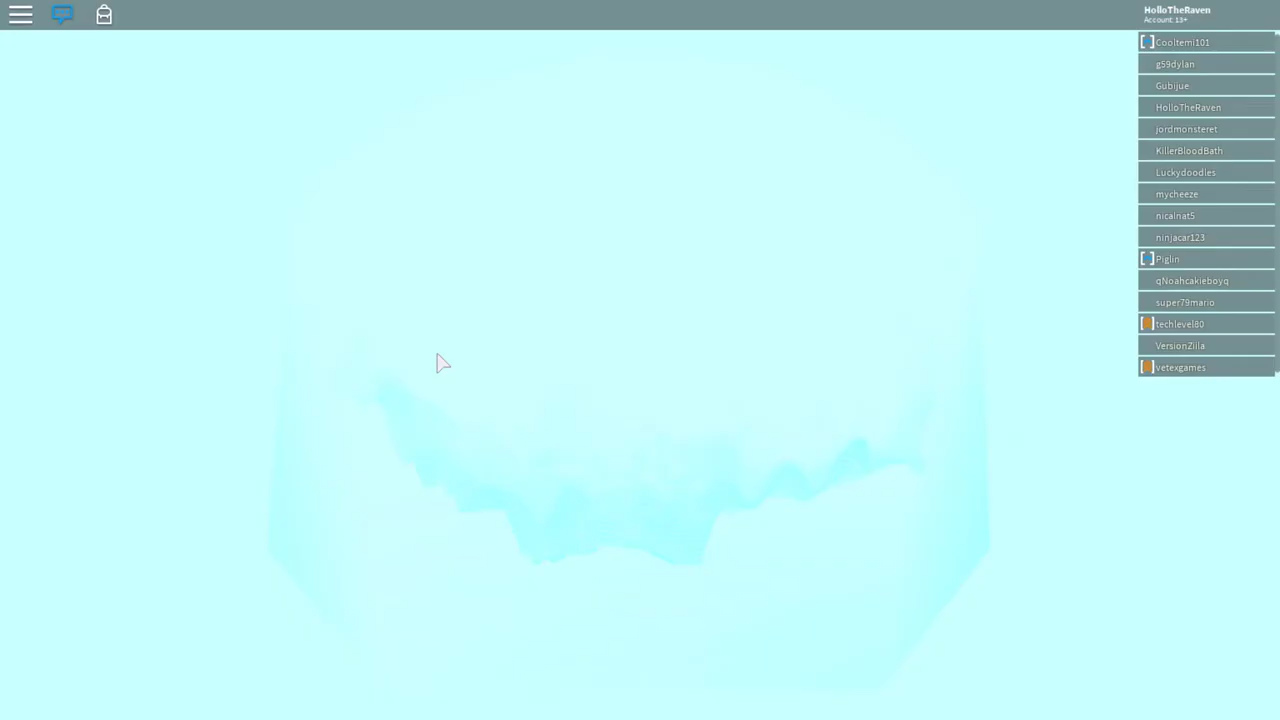 HolloTheRaven
Account: 13+
Cooltemi101
g59dylan
Gubijue
HolloTheRaven
jordmonsteret
KillerBloodBath
Luckydoodles
mycheeze
nicalnat5
ninjacar123
Piglin
qNoahcakieboyq
super79mario
techlevel80
VersionZilla
vetexgames